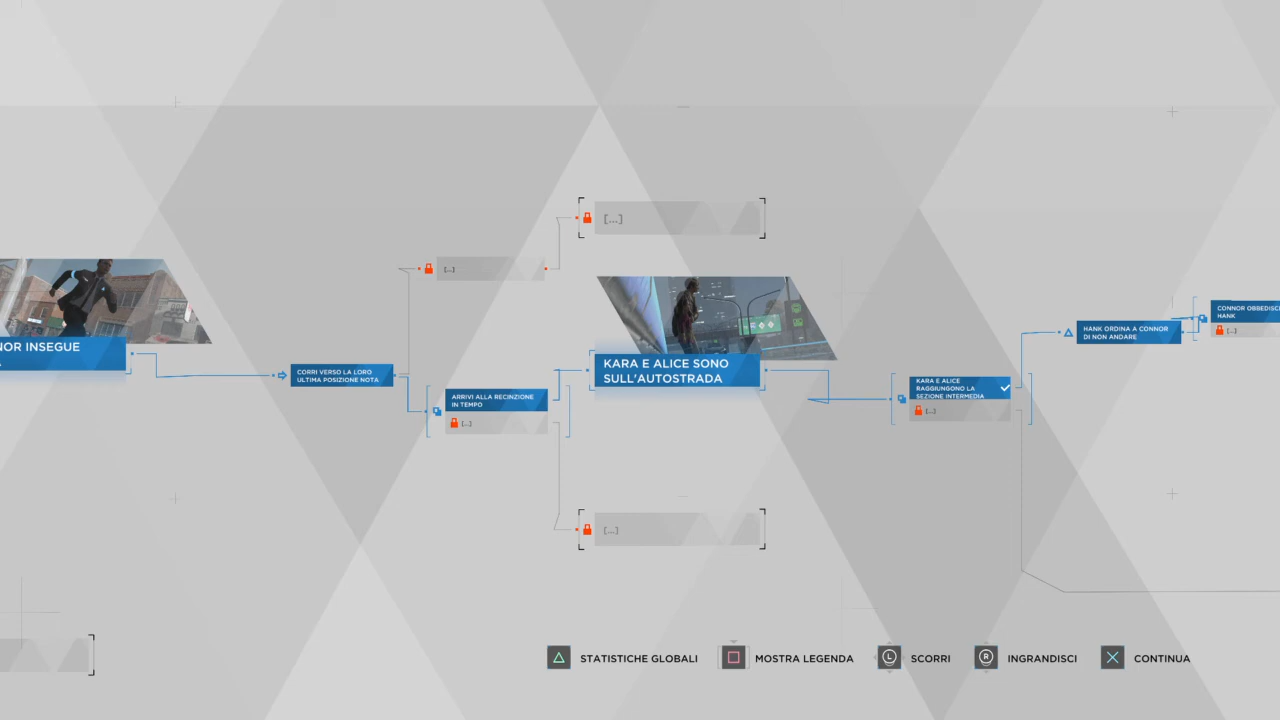 NOR INSEGUE
CORRI VERSO LA LORO
ULTIMA POSIZIONE NOTA
[...]
ARRIVI ALLA RECINZIONE
IN TEMPO
[...]
[...]
KARA E ALICE SONO
SULL'AUTOSTRADA
[...]
KARA E ALICE
RAGGIUNGONO LA
SEZIONE INTERMEDIA
[...]
HANK ORDINA A CONNOR
DI NON ANDARE
CONNOR OBBEDISC
HANK
[...]
STATISTICHE GLOBALI
MOSTRA LEGENDA
L SCORRI
R INGRANDISCI
CONTINUA